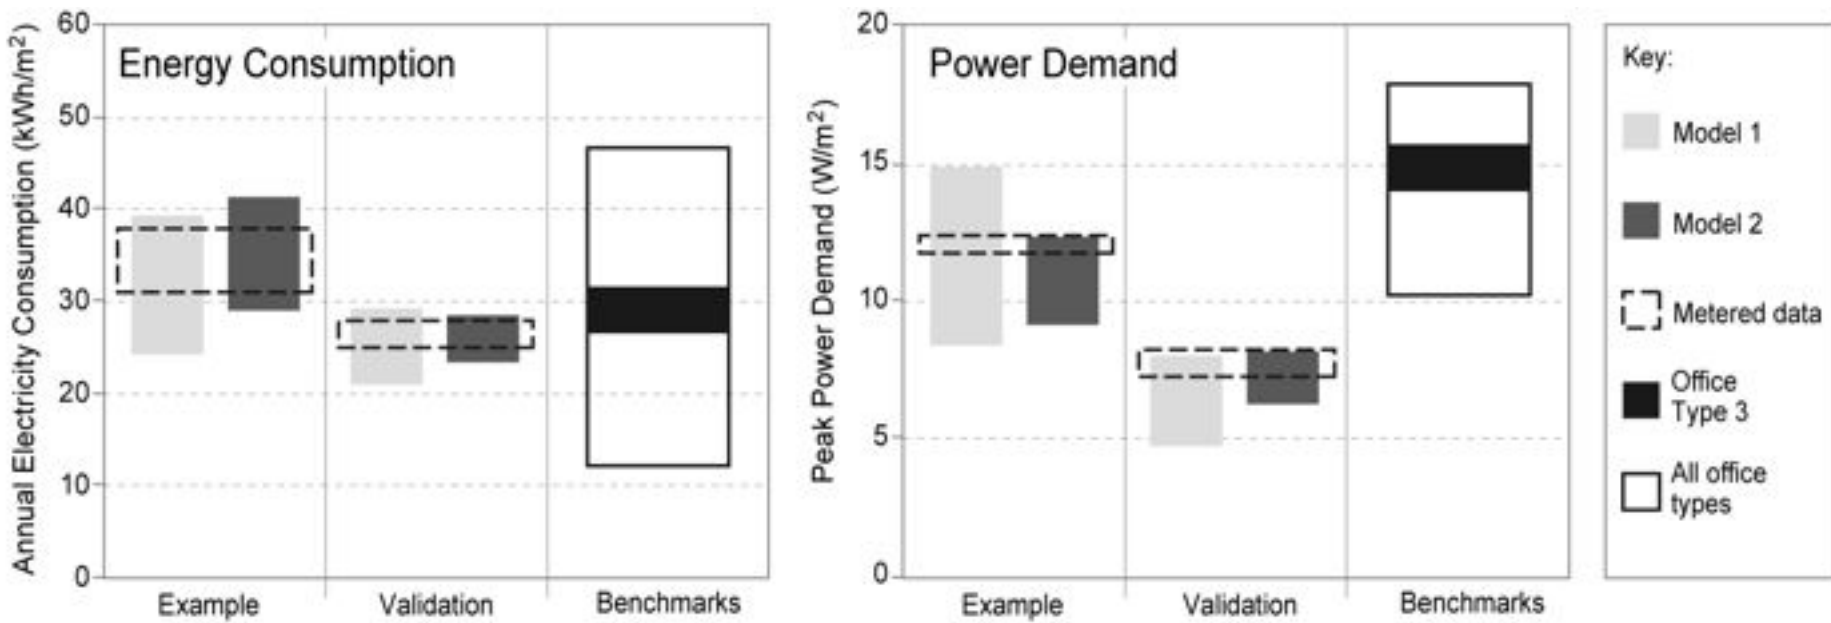 Energy Consumption
Annual Electricity Consumption (kWh/m²)
60
50
40
30
20
10
0
Example
Validation
Benchmarks
Power Demand
Peak Power Demand (W/m²)
20
15
10
5
0
Example
Validation
Benchmarks
Key:
Model 1
Model 2
Metered data
Office
Type 3
All office
types